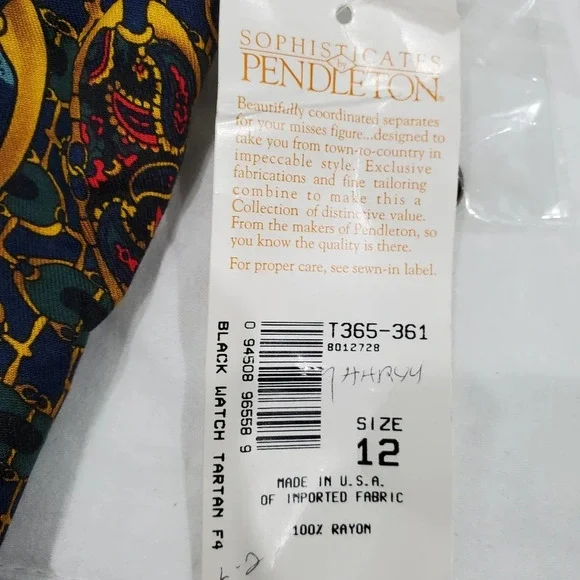 SOPHISTICATES
by
PENDLETON®
Beautifully coordinated separates
for your misses figure...designed to
take you from town-to-country in
impeccable style. Exclusive
fabrications and fine tailoring
combine to make this a
Collection of distinctive value.
From the makers of Pendleton, so
you know the quality is there.
For proper care, see sewn-in label.
T365-361
8012728
0 94508 96558 9
BLACK WATCH TARTAN F4
SIZE
12
MADE IN U.S.A.
OF IMPORTED FABRIC
100% RAYON